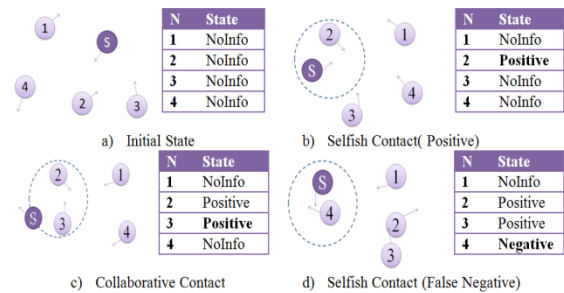 1
S
4
2
3
N State
1 NoInfo
2 NoInfo
3 NoInfo
4 NoInfo
a) Initial State
2
1
S
4
3
N State
1 NoInfo
2 Positive
3 NoInfo
4 NoInfo
b) Selfish Contact( Positive)
2
1
S
3
4
N State
1 NoInfo
2 Positive
3 Positive
4 NoInfo
c) Collaborative Contact
S
1
4
2
3
N State
1 NoInfo
2 Positive
3 Positive
4 Negative
d) Selfish Contact (False Negative)